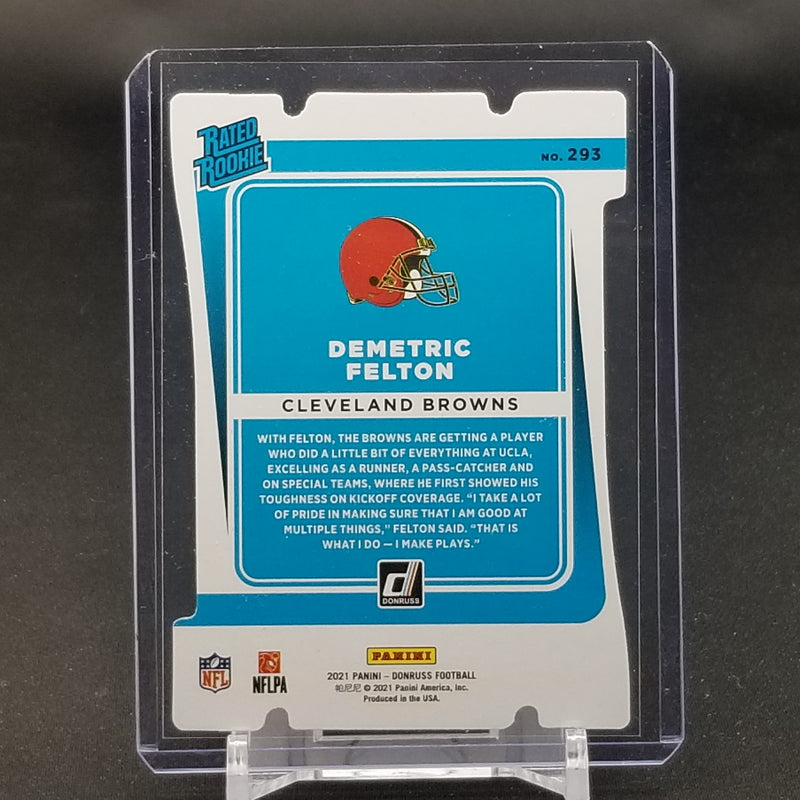 RATED
ROOKIE
NO. 293
DEMETRIC
FELTON
CLEVELAND BROWNS
WITH FELTON, THE BROWNS ARE GETTING A PLAYER
WHO DID A LITTLE BIT OF EVERYTHING AT UCLA,
EXCELLING AS A RUNNER, A PASS-CATCHER AND
ON SPECIAL TEAMS, WHERE HE FIRST SHOWED HIS
TOUGHNESS ON KICKOFF COVERAGE. “I TAKE A LOT
OF PRIDE IN MAKING SURE THAT I AM GOOD AT
MULTIPLE THINGS,” FELTON SAID. “THAT IS
WHAT I DO — I MAKE PLAYS.”
d
DONRUSS
NFL
NFLPA
PANINI
2021 PANINI – DONRUSS FOOTBALL
帕尼尼 © 2021 Panini America, Inc.
Produced in the USA.